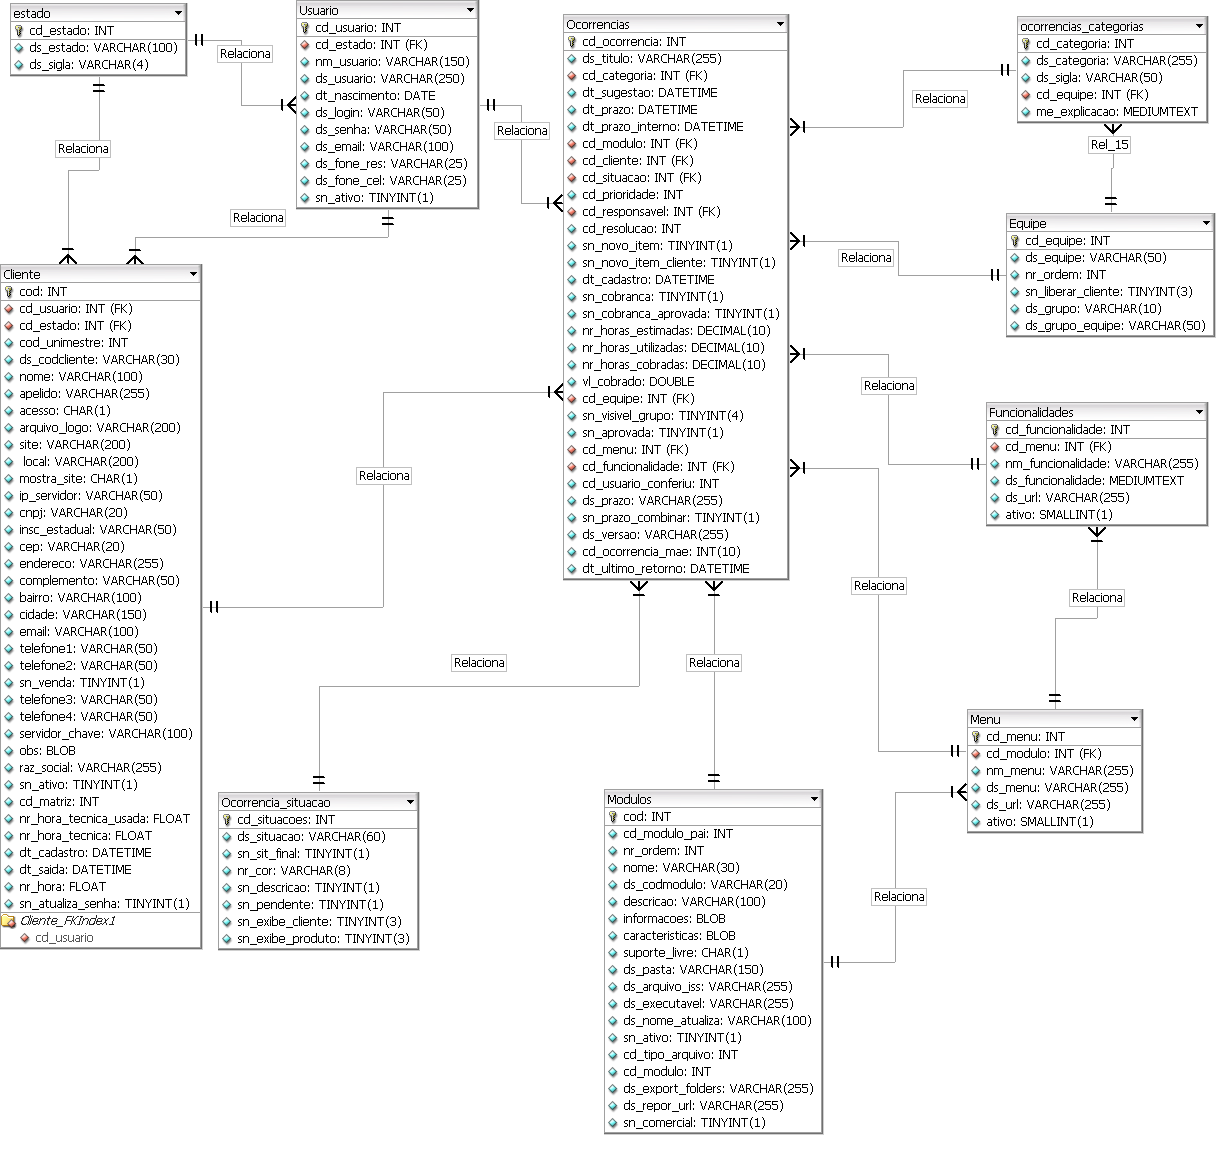 estado
cd_estado: INT
ds_estado: VARCHAR(100)
ds_sigla: VARCHAR(4)
Relaciona
Usuario
cd_usuario: INT
cd_estado: INT (FK)
nm_usuario: VARCHAR(150)
ds_usuario: VARCHAR(250)
dt_nascimento: DATE
ds_login: VARCHAR(50)
ds_senha: VARCHAR(50)
ds_email: VARCHAR(100)
ds_fone_res: VARCHAR(25)
ds_fone_cel: VARCHAR(25)
sn_ativo: TINYINT(1)
Relaciona
Relaciona
Relaciona
Ocorrencias
cd_ocorrencia: INT
ds_titulo: VARCHAR(255)
cd_categoria: INT (FK)
dt_sugestao: DATETIME
dt_prazo: DATETIME
dt_prazo_interno: DATETIME
cd_modulo: INT (FK)
cd_cliente: INT (FK)
cd_situacao: INT (FK)
cd_prioridade: INT
cd_responsavel: INT (FK)
cd_resolucao: INT
sn_novo_item: TINYINT(1)
sn_novo_item_cliente: TINYINT(1)
dt_cadastro: DATETIME
sn_cobranca: TINYINT(1)
sn_cobranca_aprovada: TINYINT(1)
nr_horas_estimadas: DECIMAL(10)
nr_horas_utilizadas: DECIMAL(10)
nr_horas_cobradas: DECIMAL(10)
vl_cobrado: DOUBLE
cd_equipe: INT (FK)
sn_visivel_grupo: TINYINT(4)
sn_aprovada: TINYINT(1)
cd_menu: INT (FK)
cd_funcionalidade: INT (FK)
cd_usuario_conferiu: INT
ds_prazo: VARCHAR(255)
sn_prazo_combinar: TINYINT(1)
ds_versao: VARCHAR(255)
cd_ocorrencia_mae: INT(10)
dt_ultimo_retorno: DATETIME
Relaciona
ocorrencias_categorias
cd_categoria: INT
ds_categoria: VARCHAR(255)
ds_sigla: VARCHAR(50)
cd_equipe: INT (FK)
me_explicacao: MEDIUMTEXT
Rel_15
Equipe
cd_equipe: INT
ds_equipe: VARCHAR(50)
nr_ordem: INT
sn_liberar_cliente: TINYINT(3)
ds_grupo: VARCHAR(10)
ds_grupo_equipe: VARCHAR(50)
Relaciona
Relaciona
Funcionalidades
cd_funcionalidade: INT
cd_menu: INT (FK)
nm_funcionalidade: VARCHAR(255)
ds_funcionalidade: MEDIUMTEXT
ds_url: VARCHAR(255)
ativo: SMALLINT(1)
Relaciona
Relaciona
Cliente
cod: INT
cd_usuario: INT (FK)
cd_estado: INT (FK)
cod_unimestre: INT
ds_codcliente: VARCHAR(30)
nome: VARCHAR(100)
apelido: VARCHAR(255)
acesso: CHAR(1)
arquivo_logo: VARCHAR(200)
site: VARCHAR(200)
local: VARCHAR(200)
mostra_site: CHAR(1)
ip_servidor: VARCHAR(50)
cnpj: VARCHAR(20)
insc_estadual: VARCHAR(50)
cep: VARCHAR(20)
endereco: VARCHAR(255)
complemento: VARCHAR(50)
bairro: VARCHAR(100)
cidade: VARCHAR(150)
email: VARCHAR(100)
telefone1: VARCHAR(50)
telefone2: VARCHAR(50)
sn_venda: TINYINT(1)
telefone3: VARCHAR(50)
telefone4: VARCHAR(50)
servidor_chave: VARCHAR(100)
obs: BLOB
raz_social: VARCHAR(255)
sn_ativo: TINYINT(1)
cd_matriz: INT
nr_hora_tecnica_usada: FLOAT
nr_hora_tecnica: FLOAT
dt_cadastro: DATETIME
dt_saida: DATETIME
nr_hora: FLOAT
sn_atualiza_senha: TINYINT(1)
Cliente_FKIndex1
cd_usuario
Relaciona
Relaciona
Relaciona
Ocorrencia_situacao
cd_situacoes: INT
ds_situacao: VARCHAR(60)
sn_sit_final: TINYINT(1)
nr_cor: VARCHAR(8)
sn_descricao: TINYINT(1)
sn_pendente: TINYINT(1)
sn_exibe_cliente: TINYINT(3)
sn_exibe_produto: TINYINT(3)
Modulos
cod: INT
cd_modulo_pai: INT
nr_ordem: INT
nome: VARCHAR(30)
ds_codmodulo: VARCHAR(20)
descricao: VARCHAR(100)
informacoes: BLOB
caracteristicas: BLOB
suporte_livre: CHAR(1)
ds_pasta: VARCHAR(150)
ds_arquivo_iss: VARCHAR(255)
ds_executavel: VARCHAR(255)
ds_nome_atualiza: VARCHAR(100)
sn_ativo: TINYINT(1)
cd_tipo_arquivo: INT
cd_modulo: INT
ds_export_folders: VARCHAR(255)
ds_repor_url: VARCHAR(255)
sn_comercial: TINYINT(1)
Menu
cd_menu: INT
cd_modulo: INT (FK)
nm_menu: VARCHAR(255)
ds_menu: VARCHAR(255)
ds_url: VARCHAR(255)
ativo: SMALLINT(1)
Relaciona